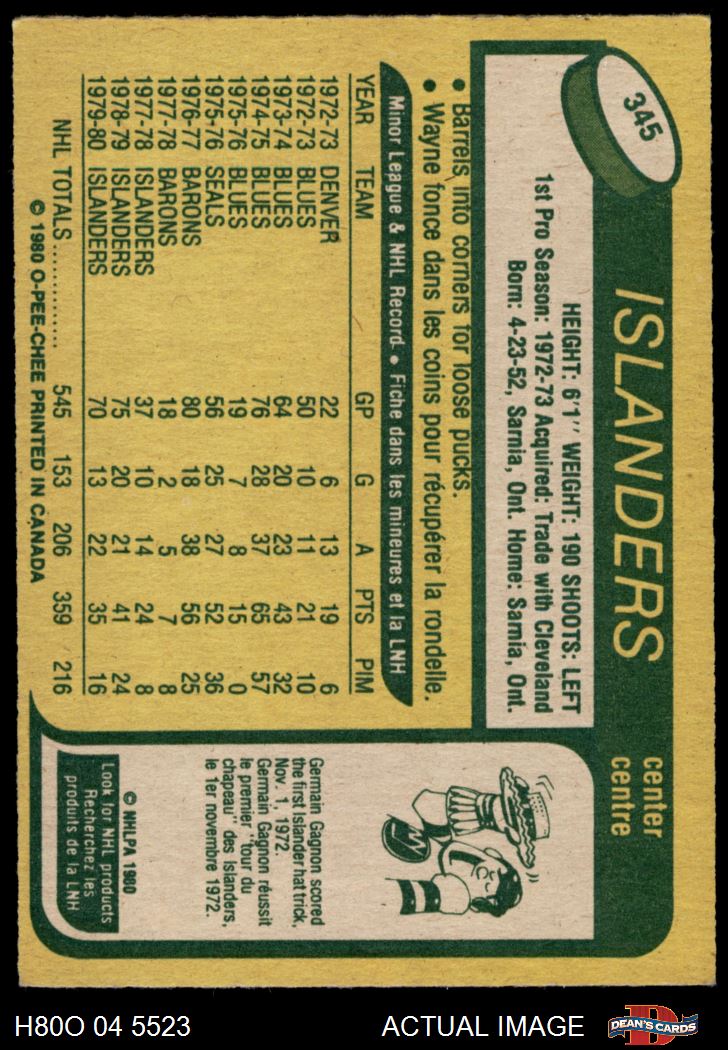 345
ISLANDERS
center
centre
HEIGHT: 6'1" WEIGHT: 190 SHOOTS: LEFT
1st Pro Season: 1972-73 Acquired: Trade with Cleveland
Born: 4-23-52, Sarnia, Ont. Home: Sarnia, Ont.
• Barrels into corners for loose pucks.
• Wayne fonce dans les coins pour récupérer la rondelle.
Minor League & NHL Record • Fiche dans les mineures et la LNH
YEAR TEAM GP G A PTS PIM
1972-73 DENVER 22 6 13 19 6
1972-73 BLUES 50 10 11 21 10
1973-74 BLUES 64 20 23 43 32
1974-75 BLUES 76 28 37 65 57
1975-76 BLUES 19 7 8 15 0
1975-76 SEALS 56 25 27 52 36
1976-77 BARONS 80 18 38 56 25
1977-78 BARONS 18 2 5 7 8
1977-78 ISLANDERS 37 10 14 24 8
1978-79 ISLANDERS 75 20 21 41 24
1979-80 ISLANDERS 70 13 22 35 16
NHL TOTALS .............. 545 153 206 359 216
© 1980 O-PEE-CHEE PRINTED IN CANADA
Germain Gagnon scored
the first Islander hat trick,
Nov. 1, 1972.
Germain Gagnon réussit
le premier "tour du
chapeau" des Islanders,
le 1er novembre 1972.
© NHLPA 1980
Look for NHL products
Recherchez les
produits de la LNH
H80O 04 5523
ACTUAL IMAGE
D
DEAN'S CARDS